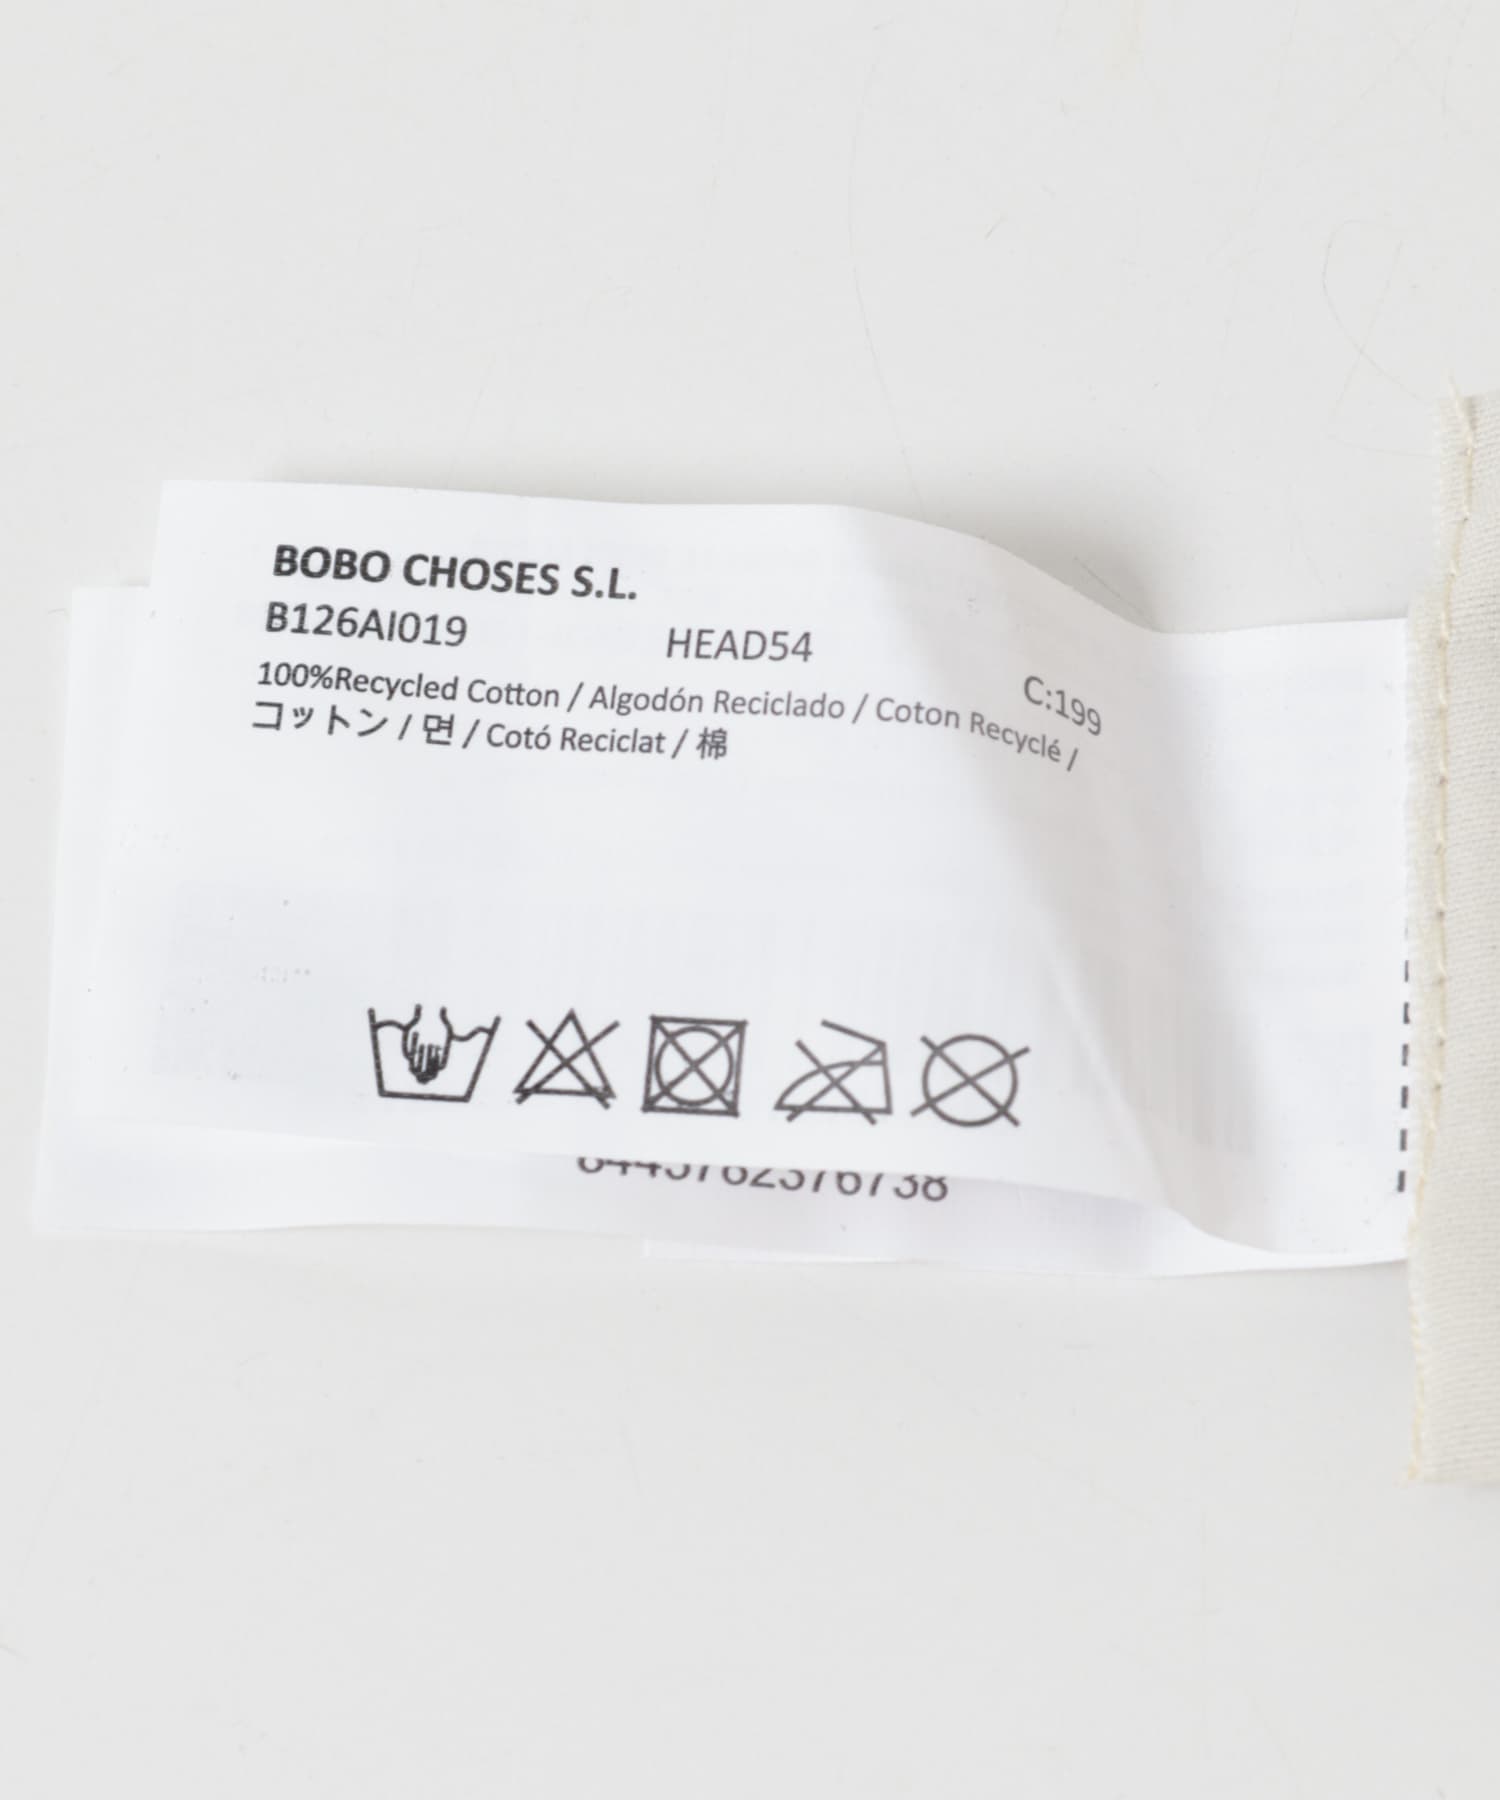 BOBO CHOSES S.L.
B126AI019 HEAD54 C:199
100%Recycled Cotton / Algodón Reciclado / Coton Recyclé /
コットン / 면 / Cotó Reciclat / 棉